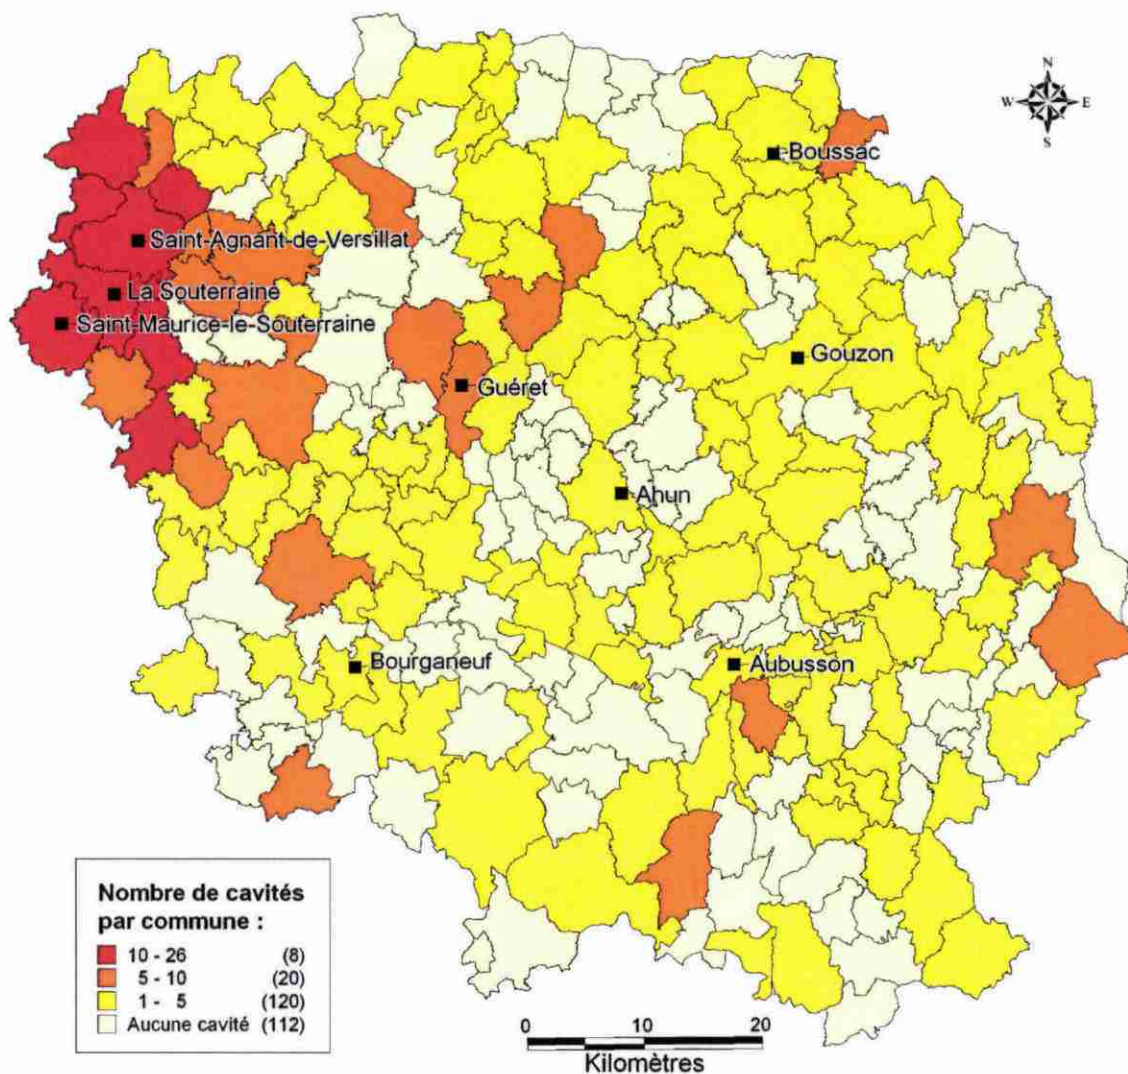 N
W E
S
Boussac
Saint-Agnant-de-Versillat
La Souterraine
Saint-Maurice-le-Souterraine
Gouzon
Guéret
Ahun
Bourganeuf
Aubusson
Nombre de cavités
par commune :
10 - 26 (8)
5 - 10 (20)
1 - 5 (120)
Aucune cavité (112)
0 10 20
Kilomètres